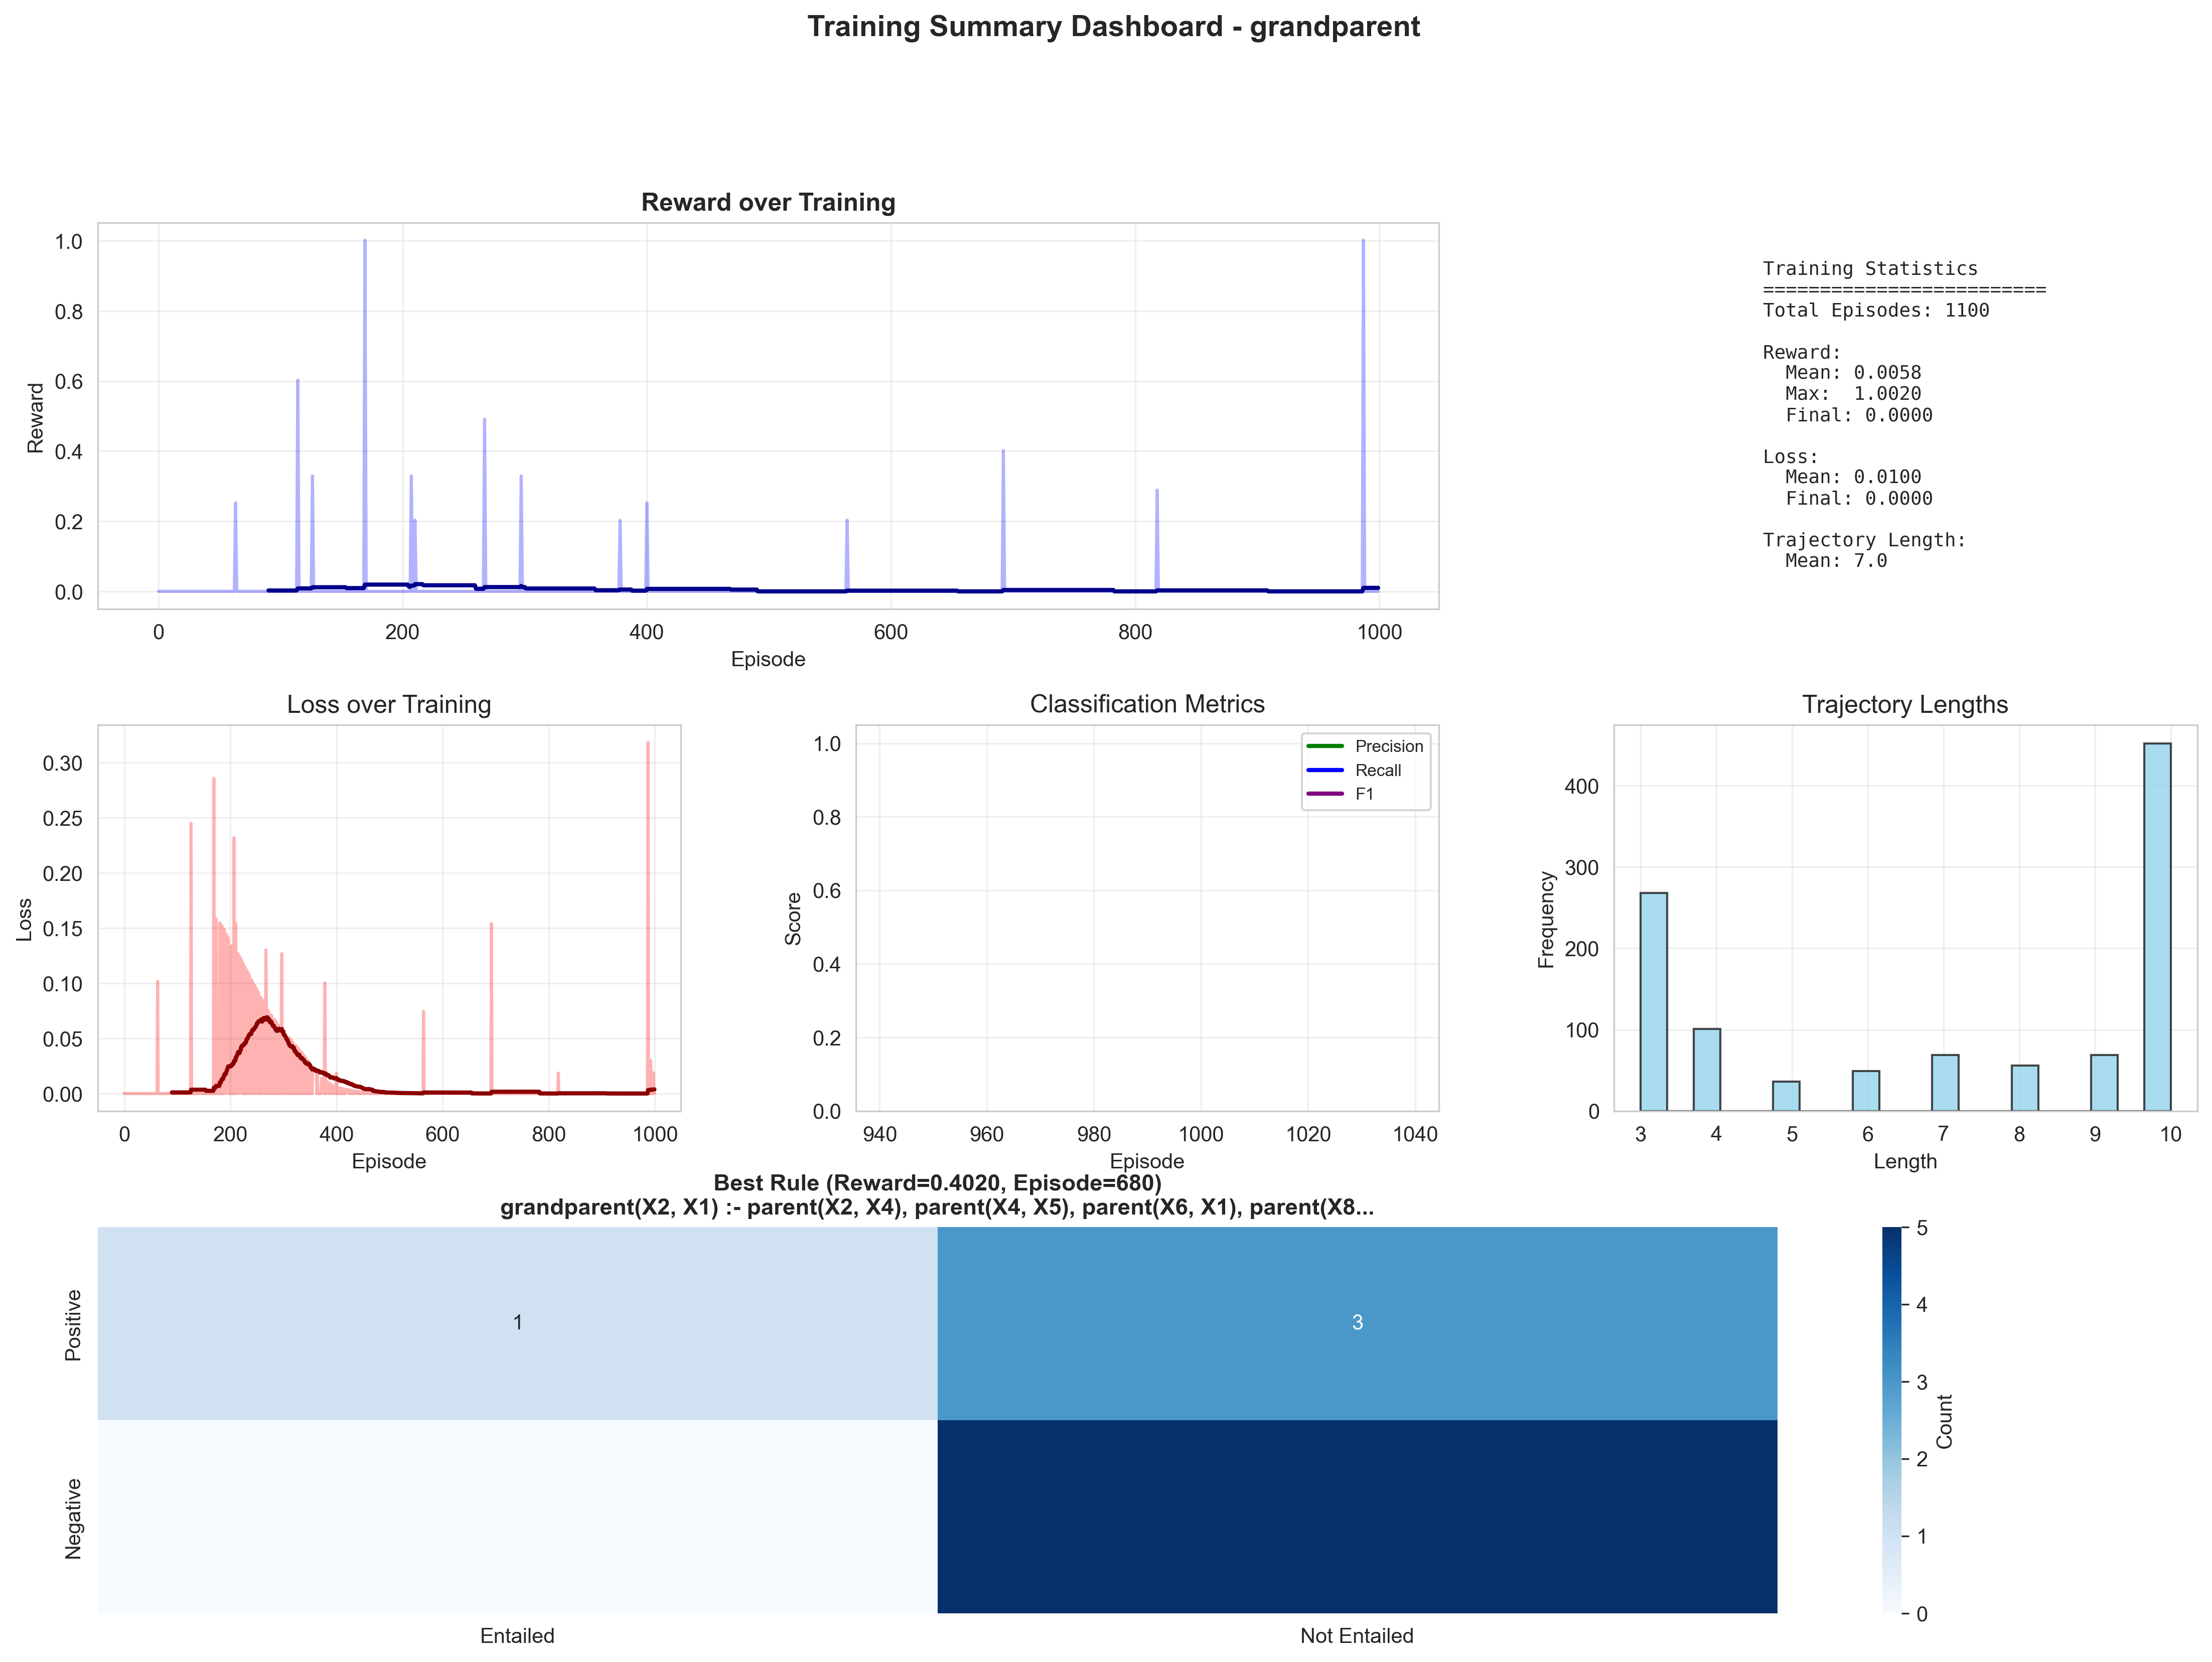 Training Summary Dashboard - grandparent
Reward over Training
1.0
0.8
0.6
0.4
0.2
0.0
Reward
0 200 400 600 800 1000
Episode
Training Statistics
=========================
Total Episodes: 1100
Reward:
Mean: 0.0058
Max: 1.0020
Final: 0.0000
Loss:
Mean: 0.0100
Final: 0.0000
Trajectory Length:
Mean: 7.0
Loss over Training
0.30
0.25
0.20
0.15
0.10
0.05
0.00
Loss
0 200 400 600 800 1000
Episode
Classification Metrics
1.0
0.8
0.6
0.4
0.2
0.0
Score
Precision
Recall
F1
940 960 980 1000 1020 1040
Episode
Trajectory Lengths
400
300
200
100
0
Frequency
3 4 5 6 7 8 9 10
Length
Best Rule (Reward=0.4020, Episode=680)
grandparent(X2, X1) :- parent(X2, X4), parent(X4, X5), parent(X6, X1), parent(X8...
Positive
1 3
Negative
Entailed Not Entailed
5
4
3
2
1
0
Count